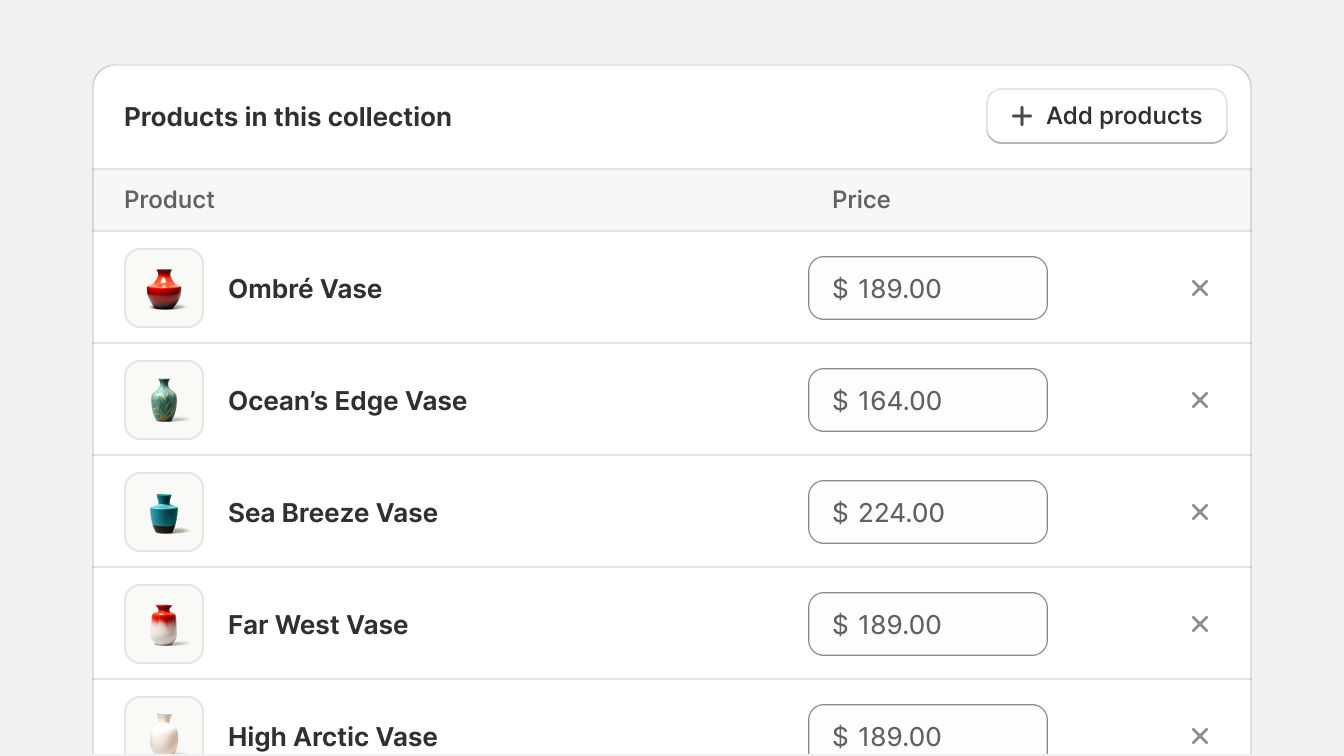 Products in this collection
+ Add products
Product Price
Ombré Vase $ 189.00
Ocean’s Edge Vase $ 164.00
Sea Breeze Vase $ 224.00
Far West Vase $ 189.00
High Arctic Vase $ 189.00